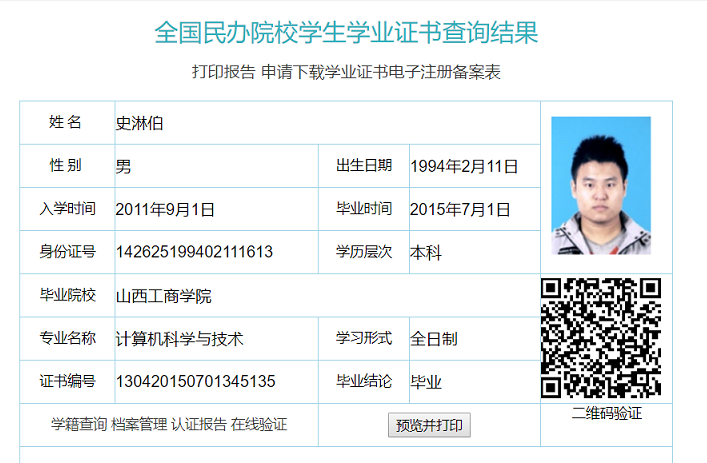 全国民办院校学生学业证书查询结果
打印报告 申请下载学业证书电子注册备案表
姓 名 史淋伯
性 别 男 出生日期 1994年2月11日
入学时间 2011年9月1日 毕业时间 2015年7月1日
身份证号 142625199402111613 学历层次 本科
毕业院校 山西工商学院
专业名称 计算机科学与技术 学习形式 全日制
证书编号 130420150701345135 毕业结论 毕业
二维码验证
学籍查询 档案管理 认证报告 在线验证 预览并打印